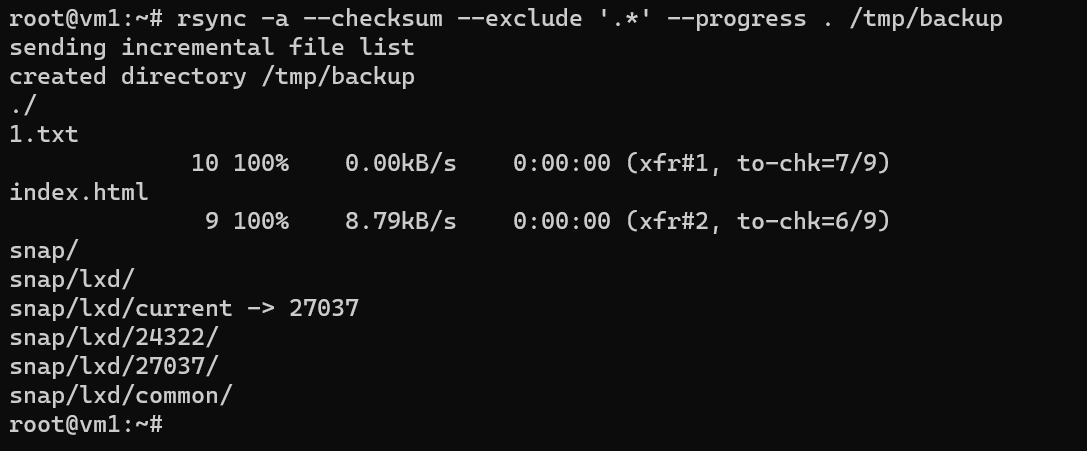 root@vm1:~# rsync -a --checksum --exclude '.*' --progress . /tmp/backup
sending incremental file list
created directory /tmp/backup
./
1.txt
             10 100%    0.00kB/s    0:00:00 (xfr#1, to-chk=7/9)
index.html
              9 100%    8.79kB/s    0:00:00 (xfr#2, to-chk=6/9)
snap/
snap/lxd/
snap/lxd/current -> 27037
snap/lxd/24322/
snap/lxd/27037/
snap/lxd/common/
root@vm1:~#